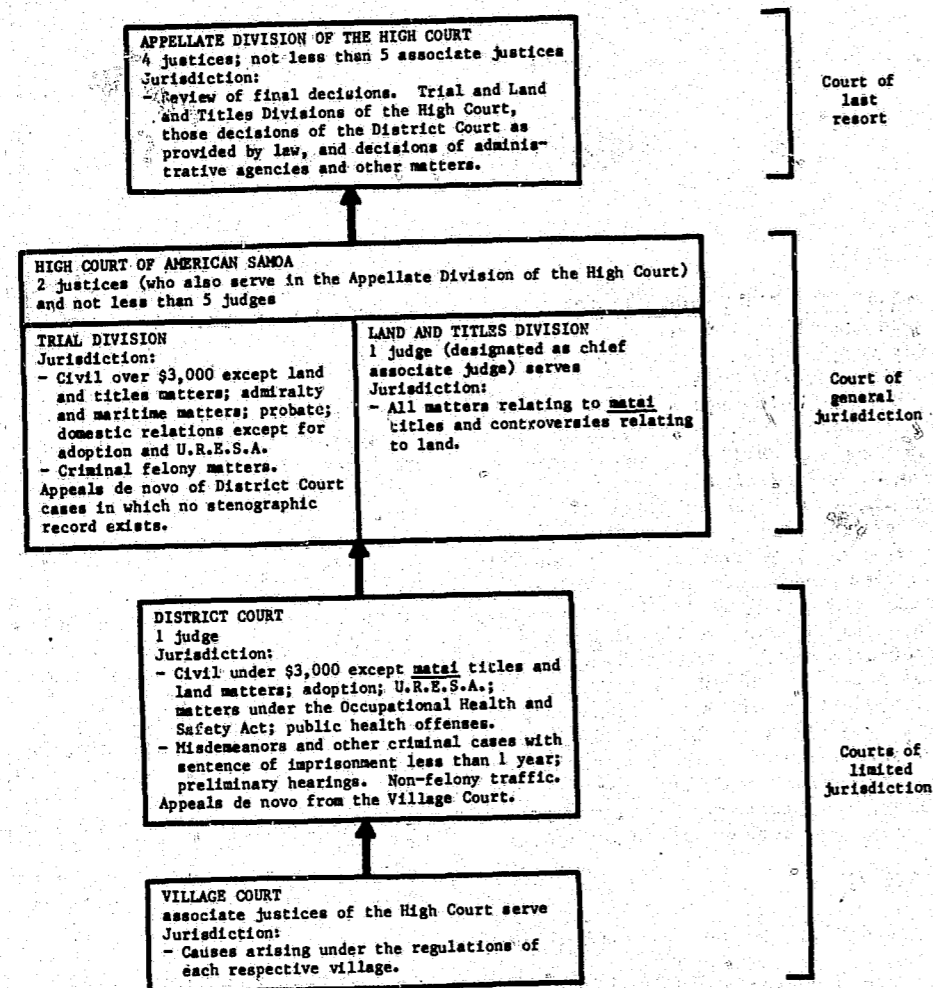 APPELLATE DIVISION OF THE HIGH COURT
4 justices; not less than 5 associate justices
Jurisdiction:
- Review of final decisions. Trial and Land
and Titles Divisions of the High Court,
those decisions of the District Court as
provided by law, and decisions of adminis-
trative agencies and other matters.
Court of
last
resort
HIGH COURT OF AMERICAN SAMOA
2 justices (who also serve in the Appellate Division of the High Court)
and not less than 5 judges
TRIAL DIVISION
Jurisdiction:
- Civil over $3,000 except land
and titles matters; admiralty
and maritime matters; probate;
domestic relations except for
adoption and U.R.E.S.A.
- Criminal felony matters.
Appeals de novo of District Court
cases in which no stenographic
record exists.
LAND AND TITLES DIVISION
1 judge (designated as chief
associate judge) serves
Jurisdiction:
- All matters relating to matai
titles and controversies relating
to land.
Court of
general
jurisdiction
DISTRICT COURT
1 judge
Jurisdiction:
- Civil under $3,000 except matai titles and
land matters; adoption; U.R.E.S.A.;
matters under the Occupational Health and
Safety Act; public health offenses.
- Misdemeanors and other criminal cases with
sentence of imprisonment less than 1 year;
preliminary hearings. Non-felony traffic.
Appeals de novo from the Village Court.
Courts of
limited
jurisdiction
VILLAGE COURT
associate justices of the High Court serve
Jurisdiction:
- Causes arising under the regulations of
each respective village.